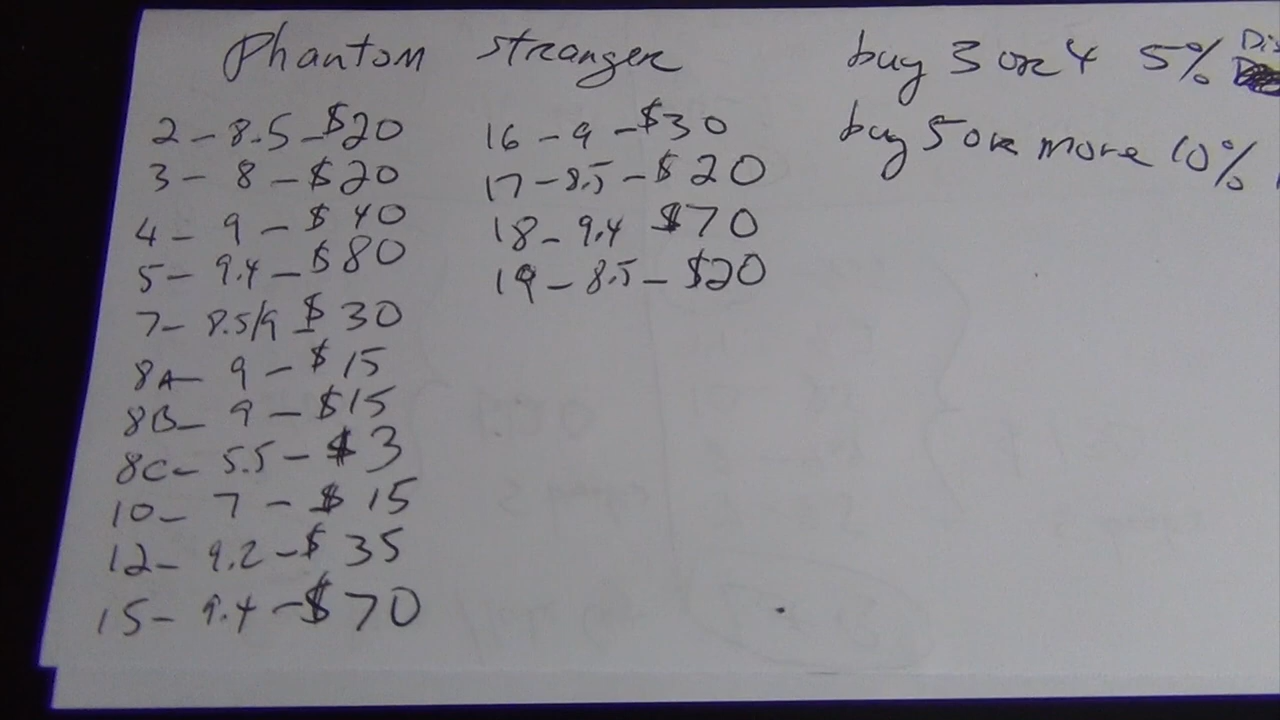 Phantom Stranger
2 - 8.5 - $20
3 - 8 - $20
4 - 9 - $40
5 - 9.4 - $80
7 - 8.5/9 $30
8A - 9 - $15
8B - 9 - $15
8C - 5.5 - $3
10 - 7 - $15
12 - 9.2 - $35
15 - 9.4 - $70
16 - 9 - $30
17 - 8.5 - $20
18 - 9.4 $70
19 - 8.5 - $20
buy 3 or 4 5% Dis
buy 5 or more 10%